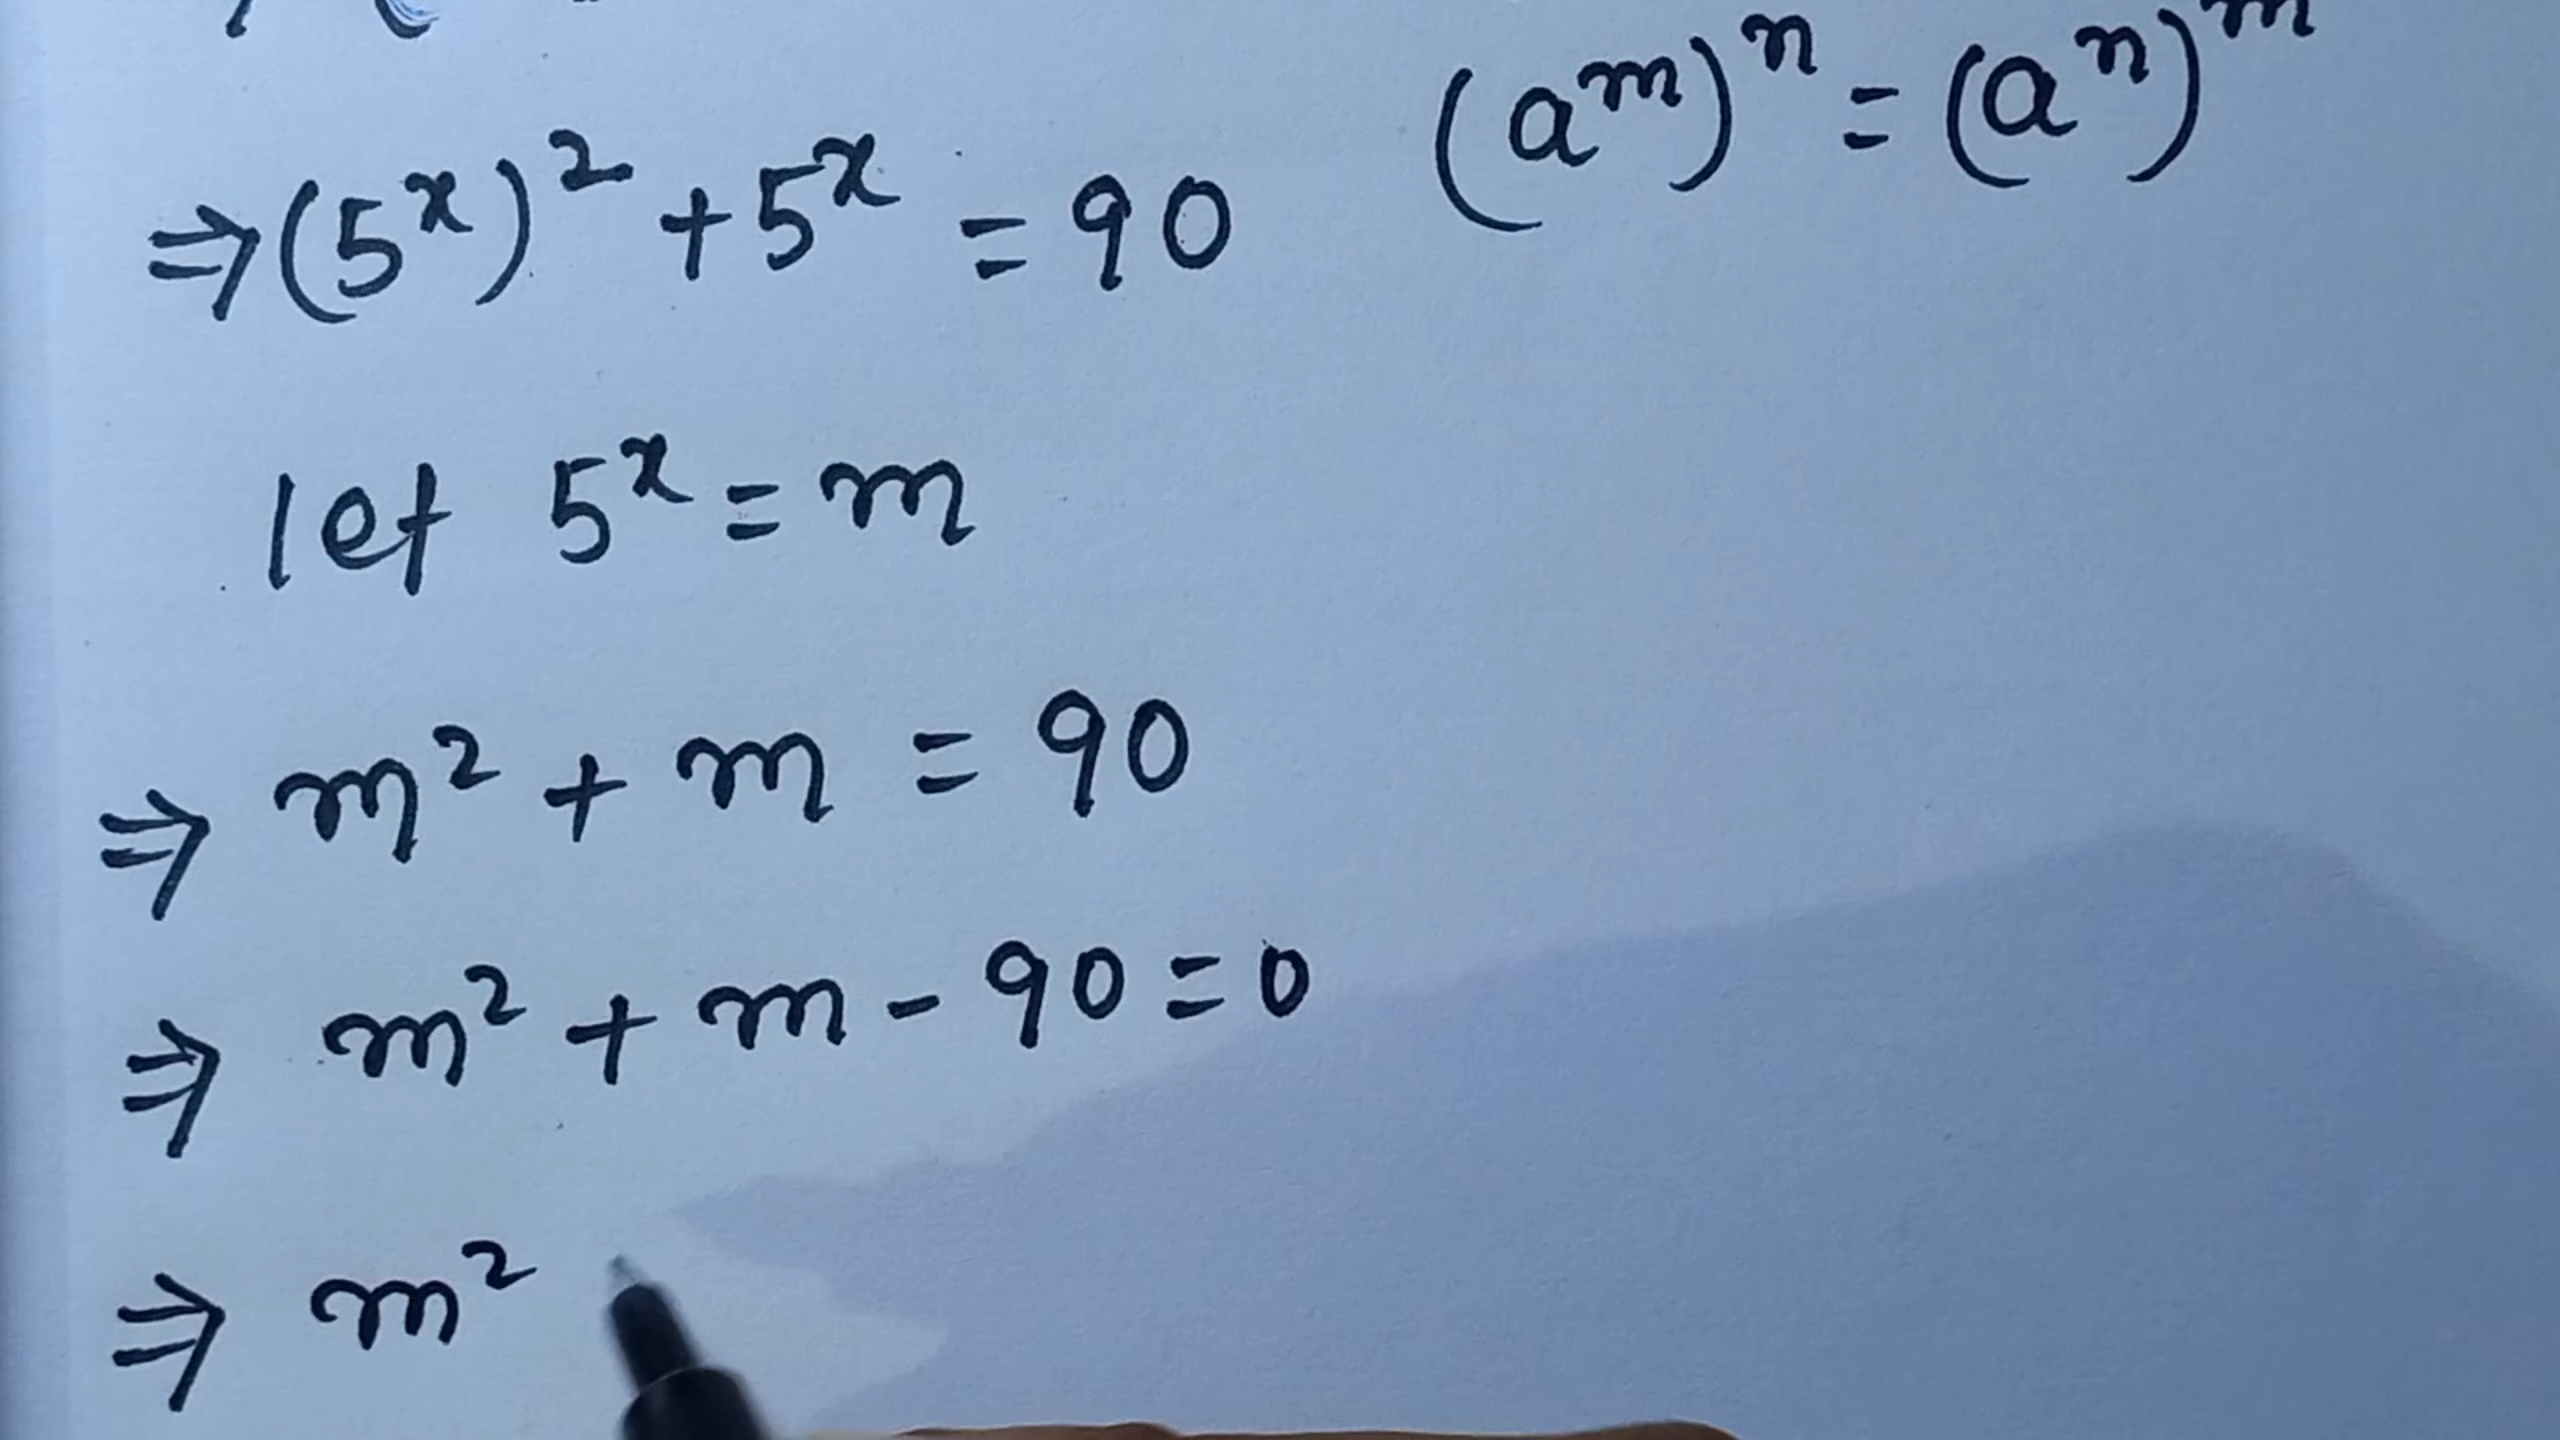 ⇒(5^x)^2 + 5^x = 90
(a^m)^n = (a^n)^m
let 5^x = m
⇒ m^2 + m = 90
⇒ m^2 + m - 90 = 0
⇒ m^2